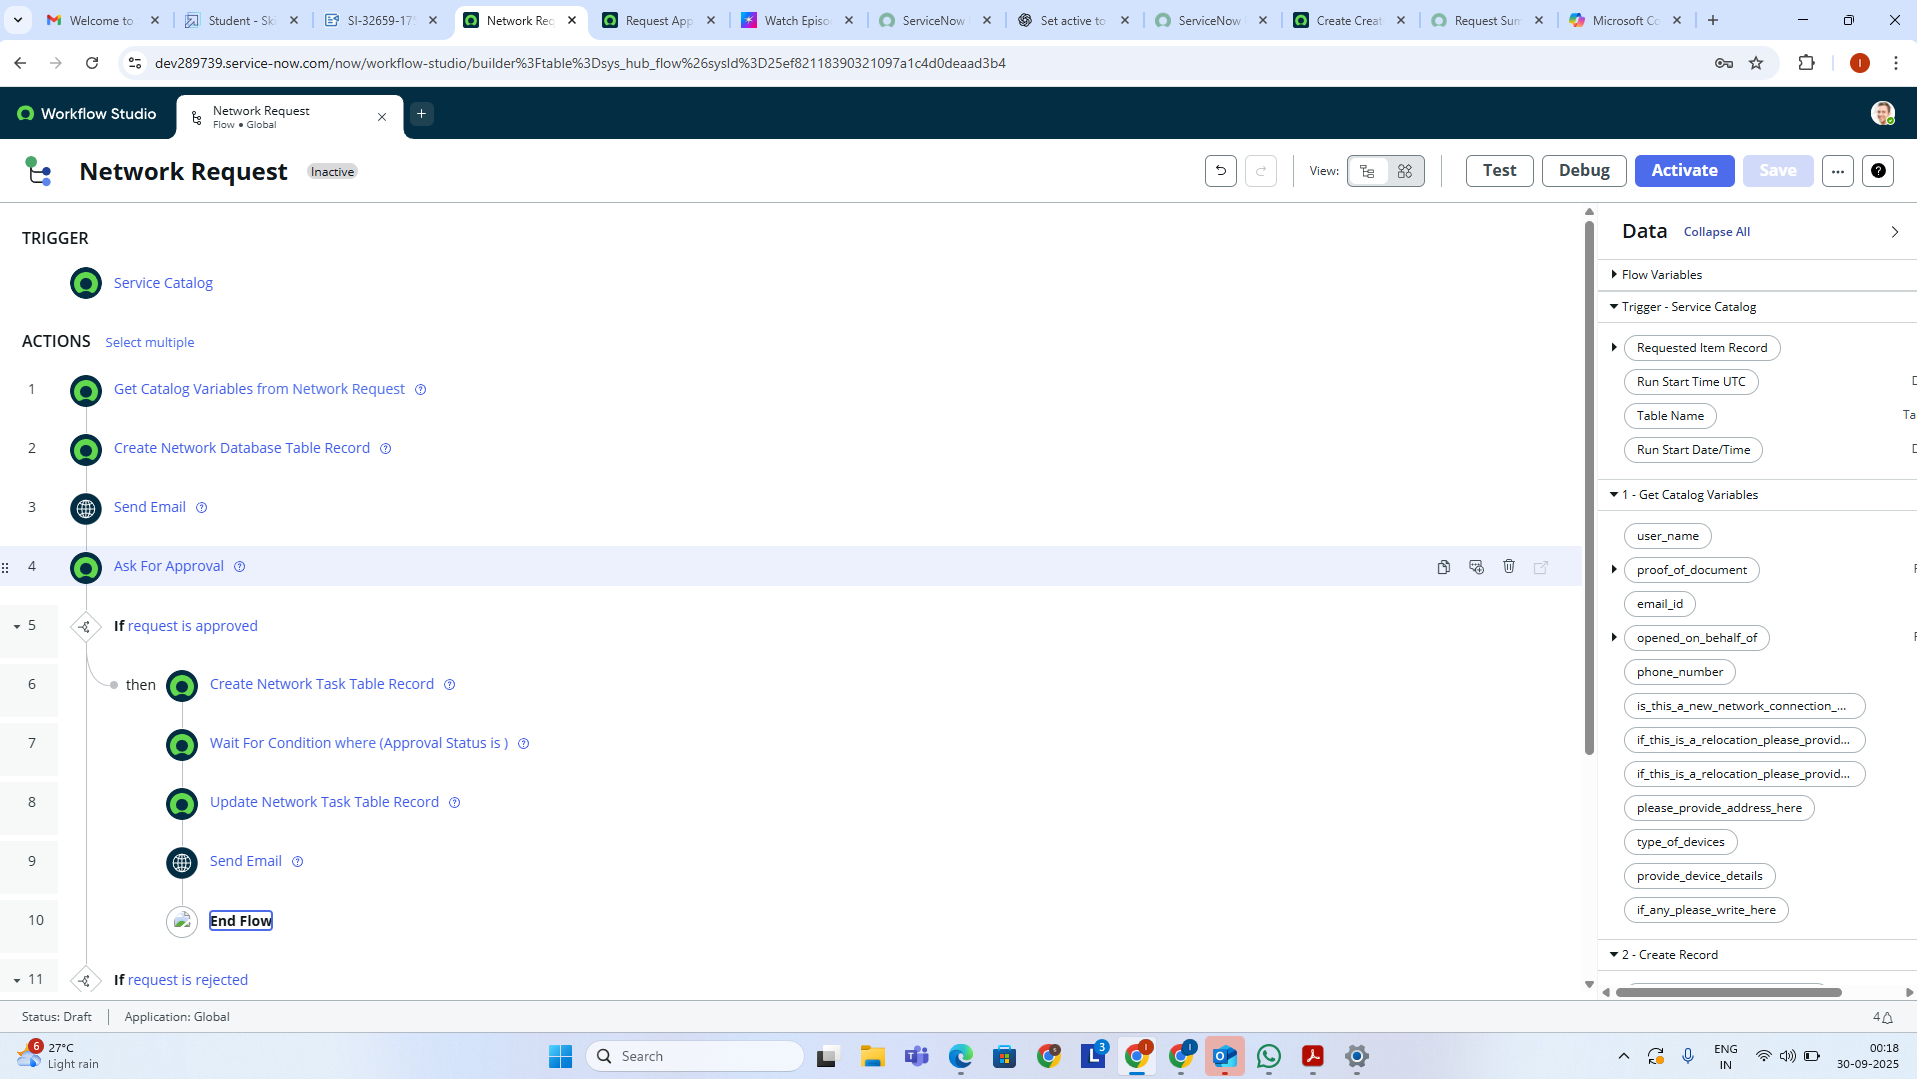 Welcome to
Student - Ski
SI-32659-175
Network Req
Request App
Watch Episo
ServiceNow
Set active to
ServiceNow
Create Creat
Request Sum
Microsoft Co
dev289739.service-now.com/now/workflow-studio/builder%3Ftable%3Dsys_hub_flow%26sysId%3D25ef82118390321097a1c4d0deaad3b4
I
Workflow Studio
Network Request
Flow • Global
Network Request
Inactive
View:
Test
Debug
Activate
Save
TRIGGER
Service Catalog
ACTIONS
Select multiple
1
Get Catalog Variables from Network Request
2
Create Network Database Table Record
3
Send Email
4
Ask For Approval
5
If request is approved
6
then
Create Network Task Table Record
7
Wait For Condition where (Approval Status is )
8
Update Network Task Table Record
9
Send Email
10
End Flow
11
If request is rejected
Data
Collapse All
Flow Variables
Trigger - Service Catalog
Requested Item Record
Run Start Time UTC
Table Name
Ta
Run Start Date/Time
1 - Get Catalog Variables
user_name
proof_of_document
email_id
opened_on_behalf_of
phone_number
is_this_a_new_network_connection_...
if_this_is_a_relocation_please_provid...
if_this_is_a_relocation_please_provid...
please_provide_address_here
type_of_devices
provide_device_details
if_any_please_write_here
2 - Create Record
Status: Draft
Application: Global
4
6
27°C
Light rain
Search
L
3
I
I
ENG
IN
00:18
30-09-2025